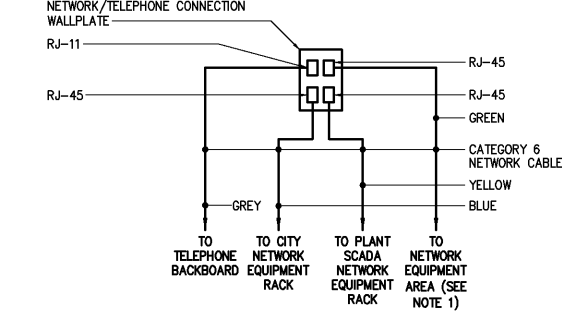 NETWORK/TELEPHONE CONNECTION
WALLPLATE
RJ-11
RJ-45
RJ-45
RJ-45
GREEN
CATEGORY 6
NETWORK CABLE
YELLOW
GREY
BLUE
TO
TELEPHONE
BACKBOARD
TO CITY
NETWORK
EQUIPMENT
RACK
TO PLANT
SCADA
NETWORK
EQUIPMENT
RACK
TO
NETWORK
EQUIPMENT
AREA (SEE
NOTE 1)